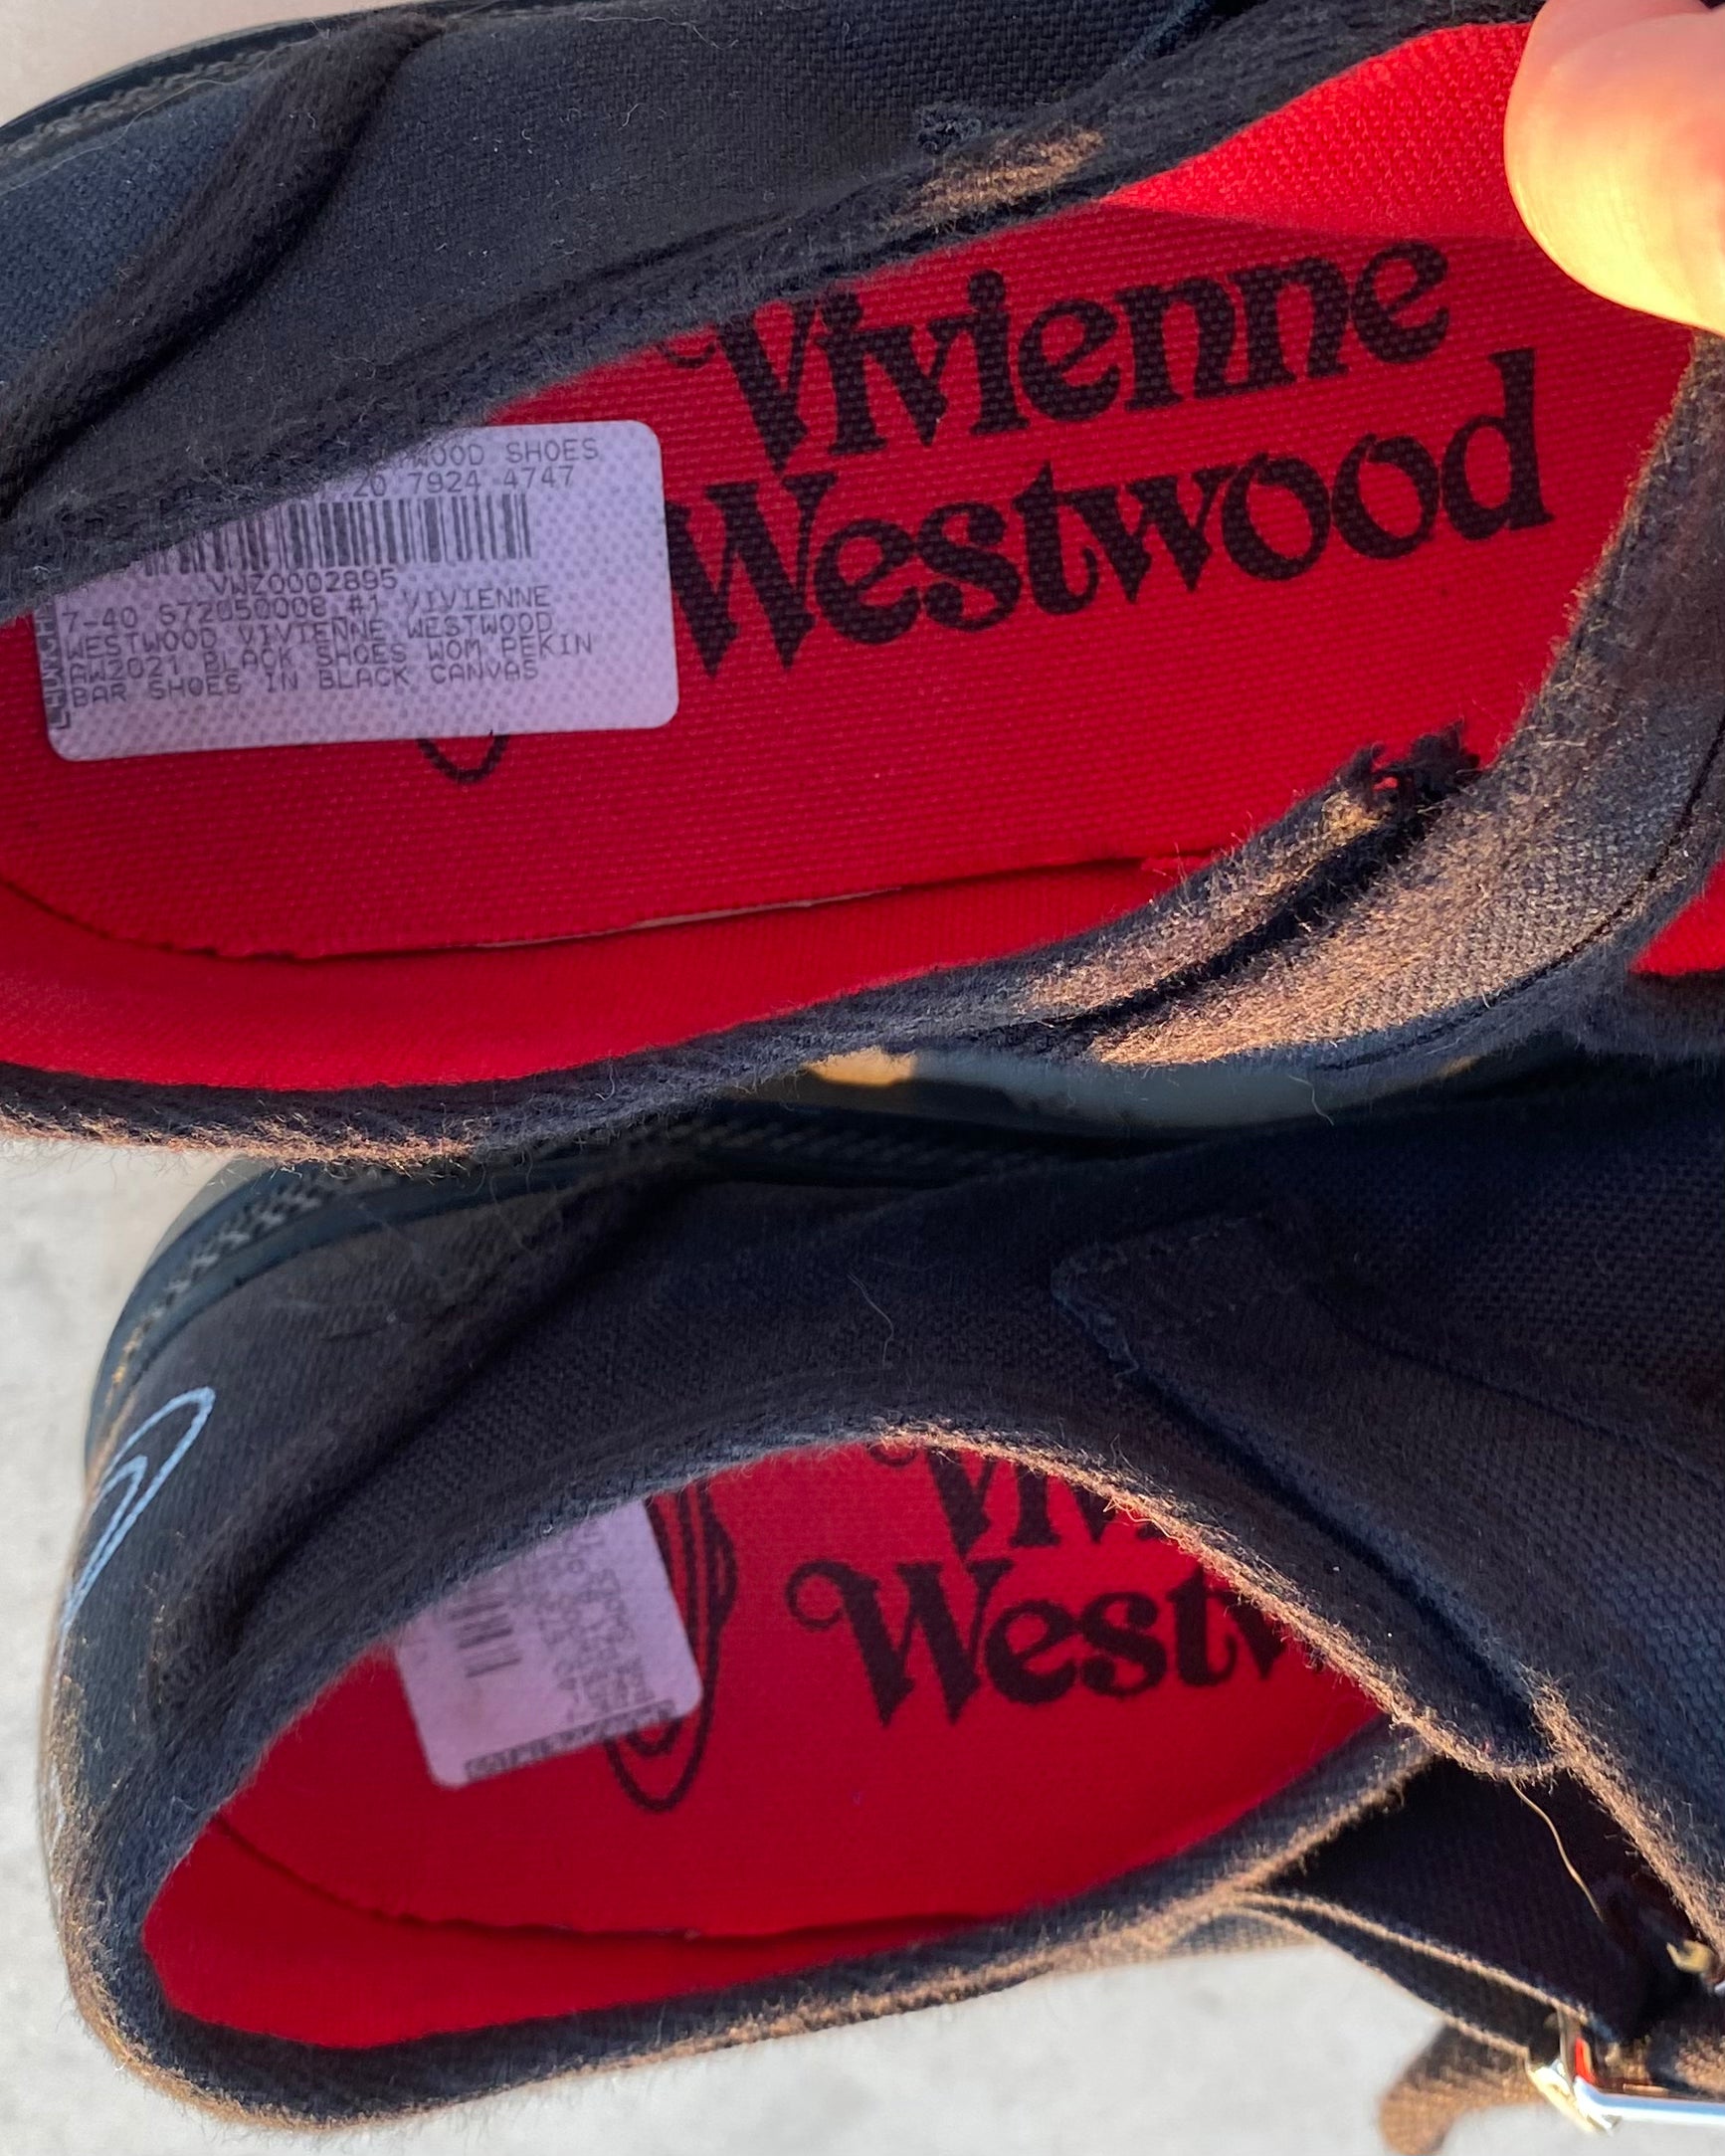 Vivienne
Westwood
WOOD SHOES
20 7924 4747
VWZ0002895
7-40 S72050008 #1 VIVIENNE
WESTWOOD VIVIENNE WESTWOOD
AW2021 BLACK SHOES WOM PEKIN
BAR SHOES IN BLACK CANVAS
Viv
Westw